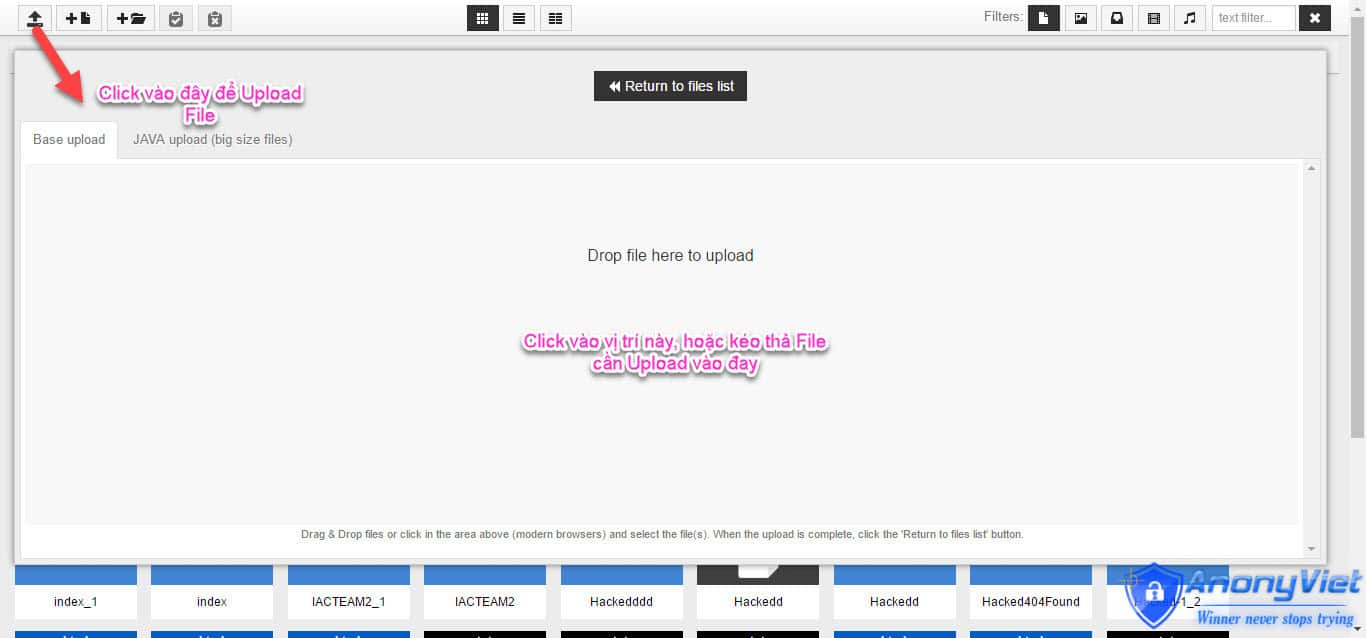 Filters:
text filter...
Click vào đây để Upload
File
Return to files list
Base upload
JAVA upload (big size files)
Drop file here to upload
Click vào vị trí này, hoặc kéo thả File
cần Upload vào đay
Drag & Drop files or click in the area above (modern browsers) and select the file(s). When the upload is complete, click the 'Return to files list' button.
index_1
index
IACTEAM2_1
IACTEAM2
Hackedddd
Hackedd
Hackedd
Hacked404Found
Hacked-1_2
AnonyViet
Winner never stops trying